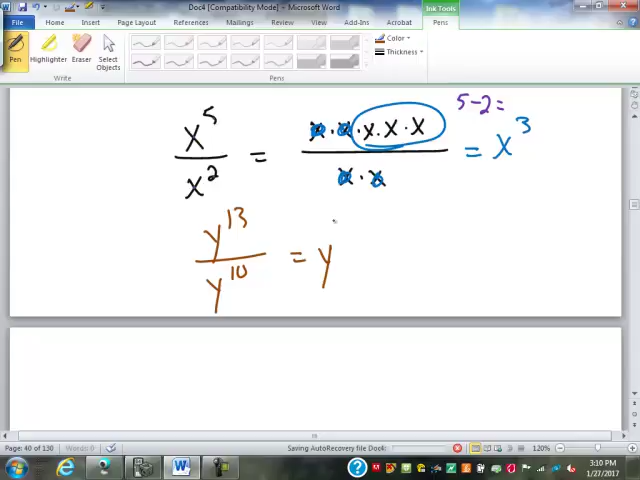 Doc4 [Compatibility Mode] - Microsoft Word
Ink Tools
File Home Insert Page Layout References Mailings Review View Add-Ins Acrobat Pens
Pen Highlighter Eraser Select Objects
Color
Thickness
Write Pens
x^5 / x^2 = x · x · x · x · x / x · x = x^3
5-2=
y^13 / y^10 = y
Page: 40 of 130 Saving AutoRecovery file Dock: 120%
3:10 PM
1/27/2017